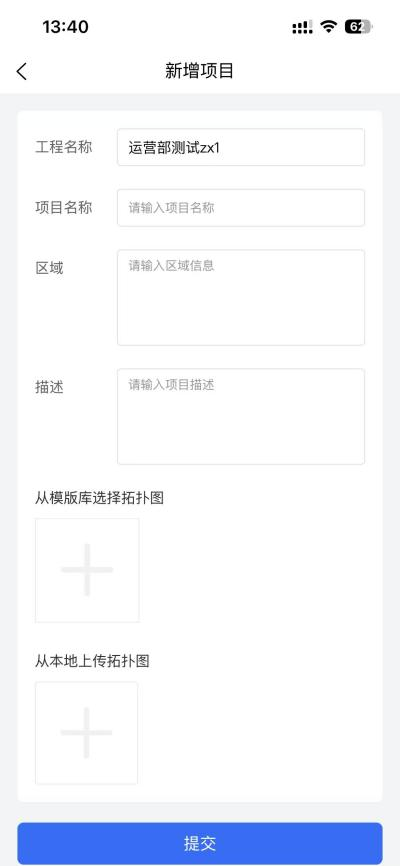 13:40
62
新增项目
工程名称
运营部测试zx1
项目名称
请输入项目名称
区域
请输入区域信息
描述
请输入项目描述
从模版库选择拓扑图
从本地上传拓扑图
提交